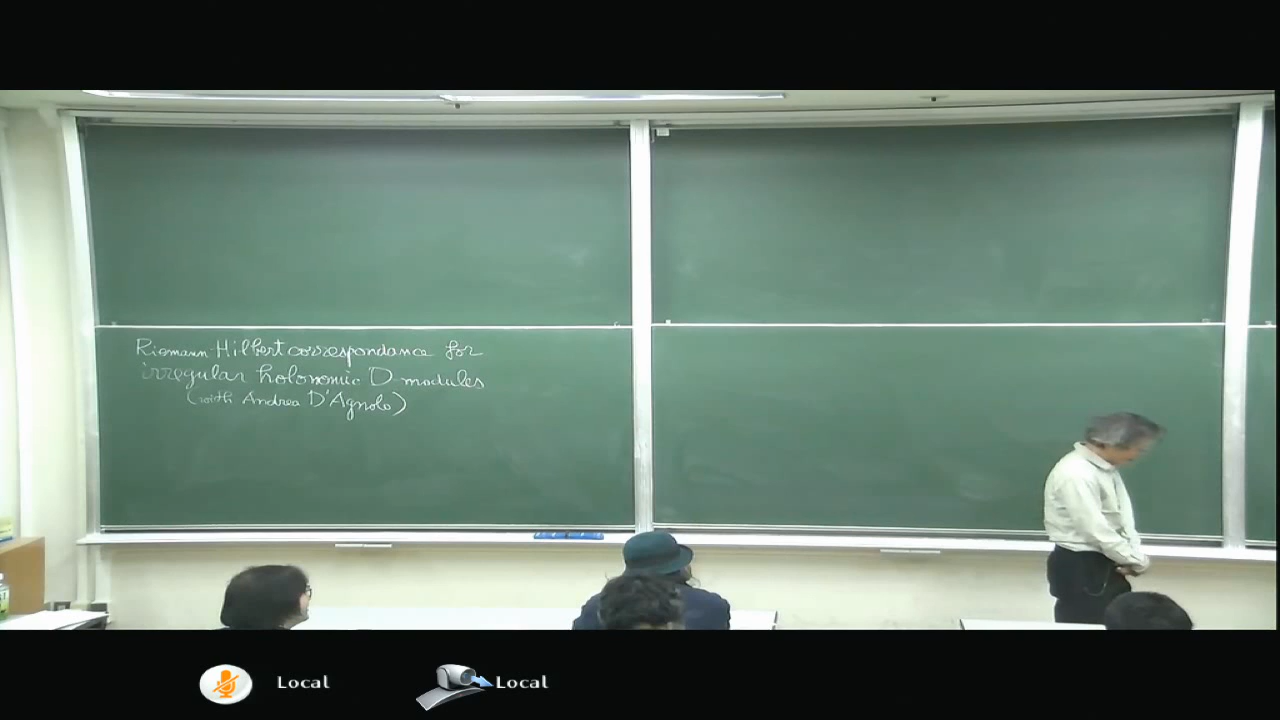 Riemann Hilbert correspondance for
irregular holonomic D modules
(with Andrea D'Agnolo)
Local
Local